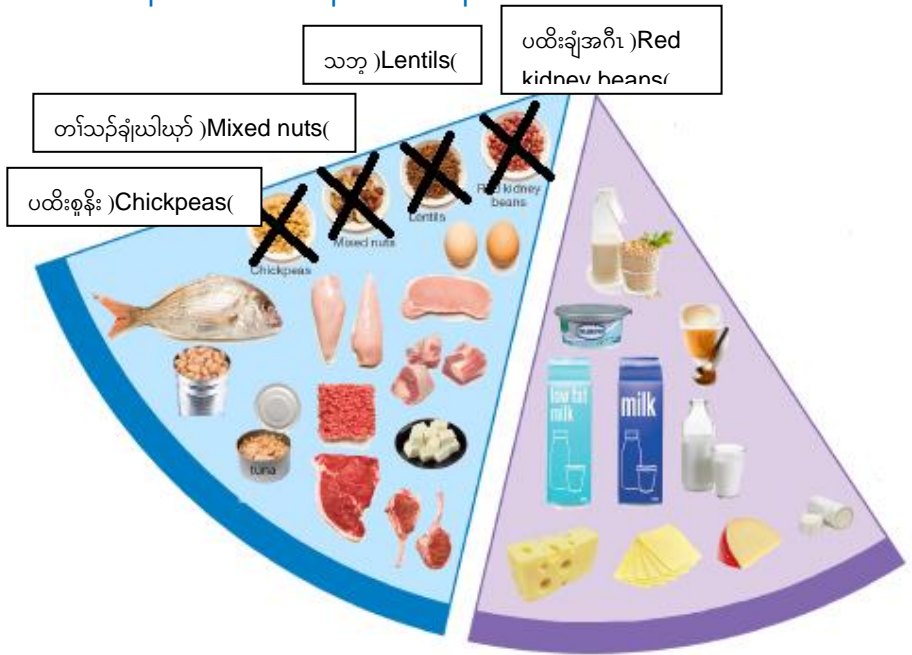 ပထိးချံအဂီၤ )Red
kidney beans(
သဘ့ )Lentils(
တၢ်သၣ်ချံဃါဃုာ် )Mixed nuts(
ပထိးစူနိး )Chickpeas(
Red kidney
beans
Lentils
Mixed nuts
Chickpeas
tuna
low fat
milk
milk